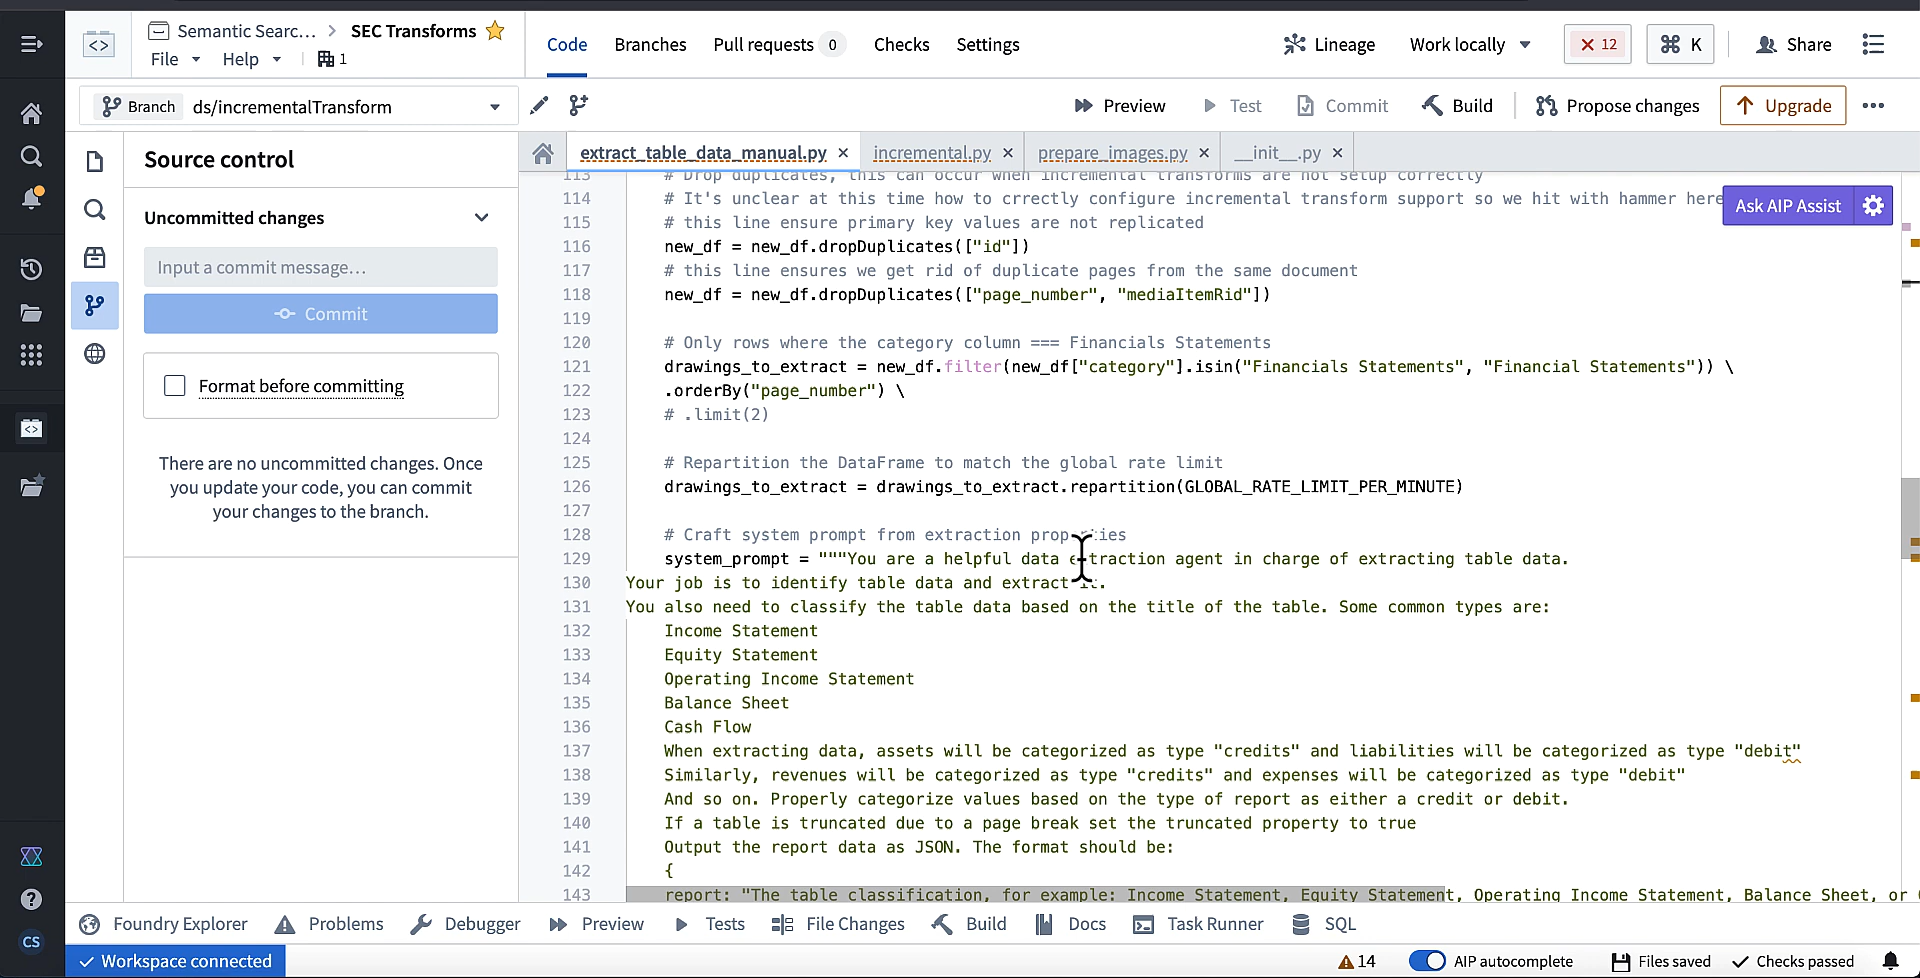 Semantic Searc... > SEC Transforms
File Help 1
Code Branches Pull requests 0 Checks Settings
Lineage Work locally 12 ⌘ K Share
Branch ds/incrementalTransform
Preview Test Commit Build Propose changes Upgrade
Source control
Uncommitted changes
Input a commit message...
Commit
Format before committing
There are no uncommitted changes. Once
you update your code, you can commit
your changes to the branch.
extract_table_data_manual.py incremental.py prepare_images.py __init__.py
Ask AIP Assist
113 # Drop duplicates, this can occur when incremental transforms are not setup correctly
114 # It's unclear at this time how to crrectly configure incremental transform support so we hit with hammer here
115 # this line ensure primary key values are not replicated
116 new_df = new_df.dropDuplicates(["id"])
117 # this line ensures we get rid of duplicate pages from the same document
118 new_df = new_df.dropDuplicates(["page_number", "mediaItemRid"])
119
120 # Only rows where the category column === Financials Statements
121 drawings_to_extract = new_df.filter(new_df["category"].isin("Financials Statements", "Financial Statements")) \
122 .orderBy("page_number") \
123 # .limit(2)
124
125 # Repartition the DataFrame to match the global rate limit
126 drawings_to_extract = drawings_to_extract.repartition(GLOBAL_RATE_LIMIT_PER_MINUTE)
127
128 # Craft system prompt from extraction properties
129 system_prompt = """You are a helpful data extraction agent in charge of extracting table data.
130 Your job is to identify table data and extract it.
131 You also need to classify the table data based on the title of the table. Some common types are:
132 Income Statement
133 Equity Statement
134 Operating Income Statement
135 Balance Sheet
136 Cash Flow
137 When extracting data, assets will be categorized as type "credits" and liabilities will be categorized as type "debit"
138 Similarly, revenues will be categorized as type "credits" and expenses will be categorized as type "debit"
139 And so on. Properly categorize values based on the type of report as either a credit or debit.
140 If a table is truncated due to a page break set the truncated property to true
141 Output the report data as JSON. The format should be:
142 {
143 report: "The table classification, for example: Income Statement, Equity Statement, Operating Income Statement, Balance Sheet, or
Foundry Explorer Problems Debugger Preview Tests File Changes Build Docs Task Runner SQL
CS
Workspace connected
14 AIP autocomplete Files saved Checks passed